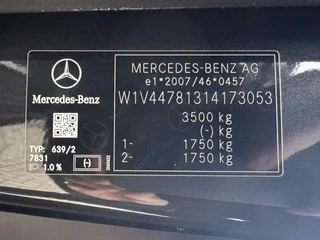 MERCEDES-BENZ AG
e1*2007/46*0457
W1V44781314173053
3500 kg
(-) kg
1- 1750 kg
2- 1750 kg
Mercedes-Benz
TYP: 639/2
7831
1.0 %
(-)